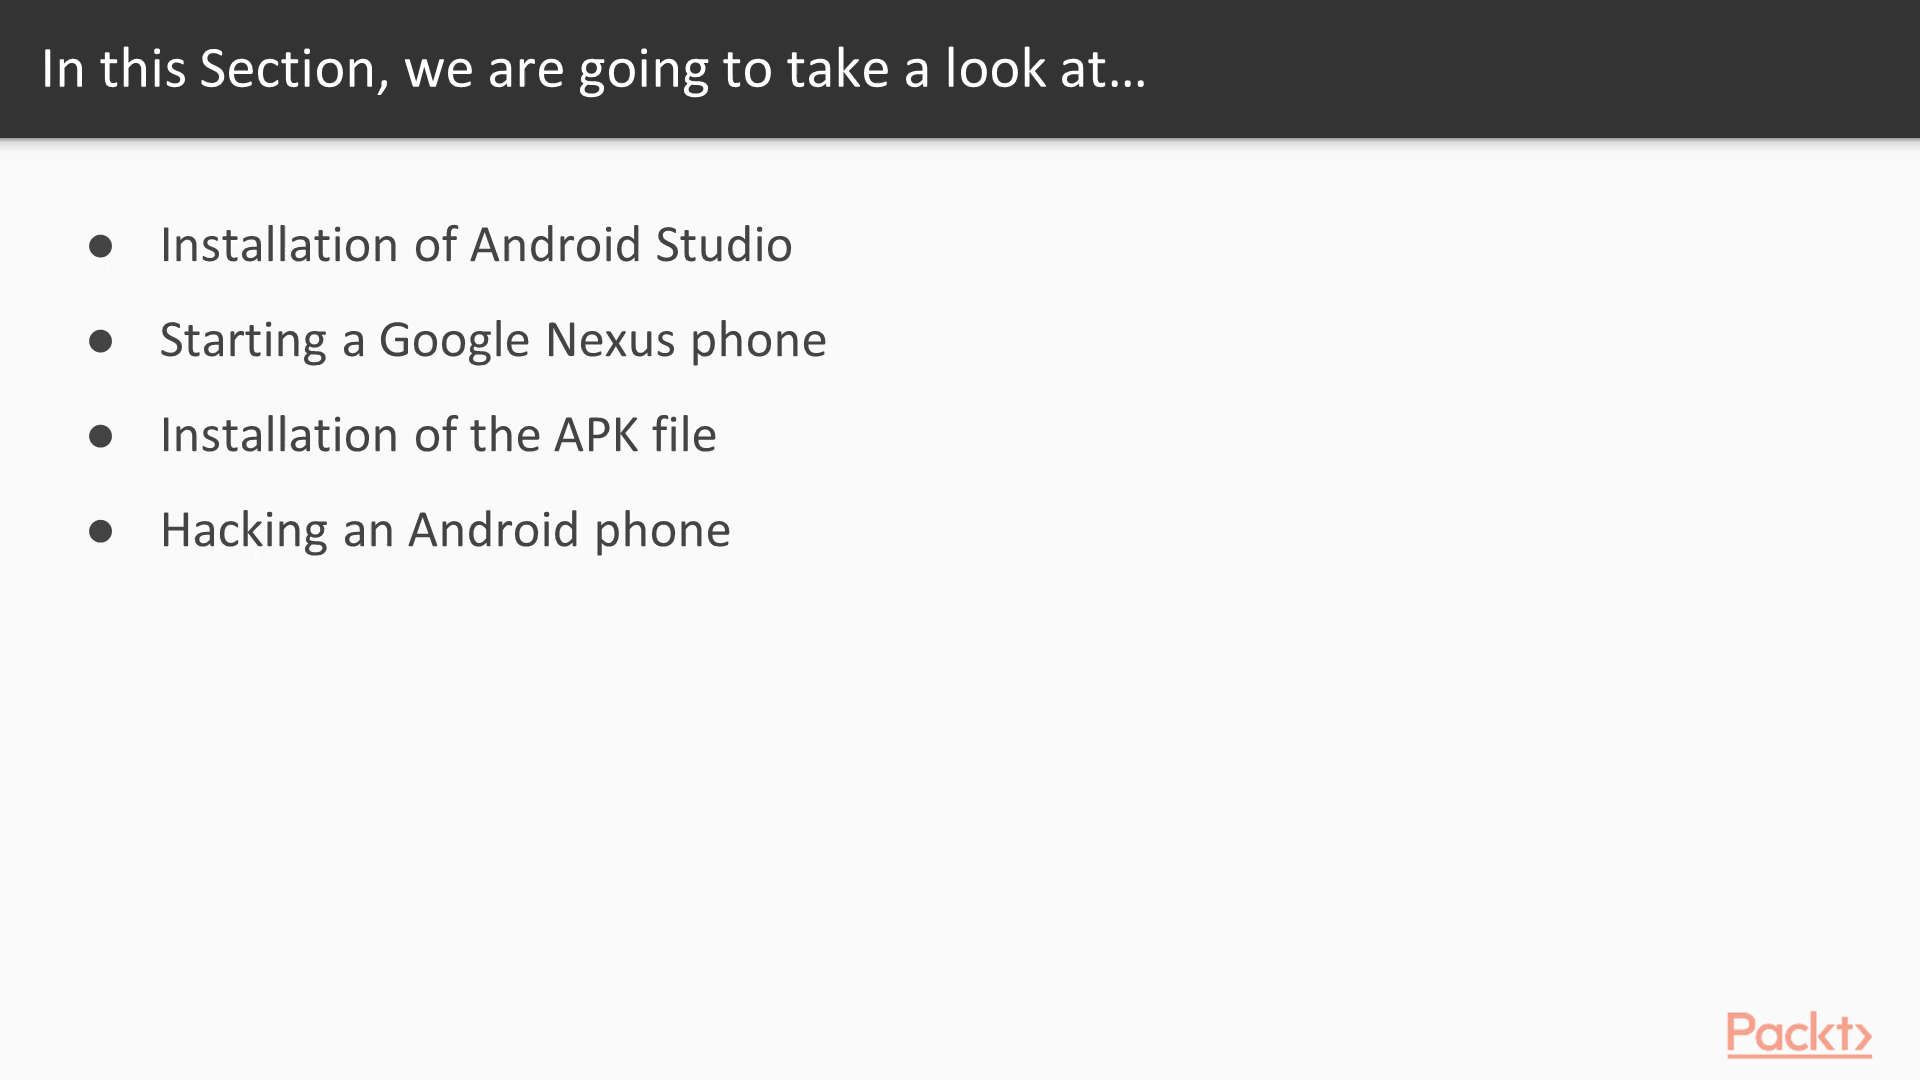 In this Section, we are going to take a look at…
● Installation of Android Studio
● Starting a Google Nexus phone
● Installation of the APK file
● Hacking an Android phone
Packt>